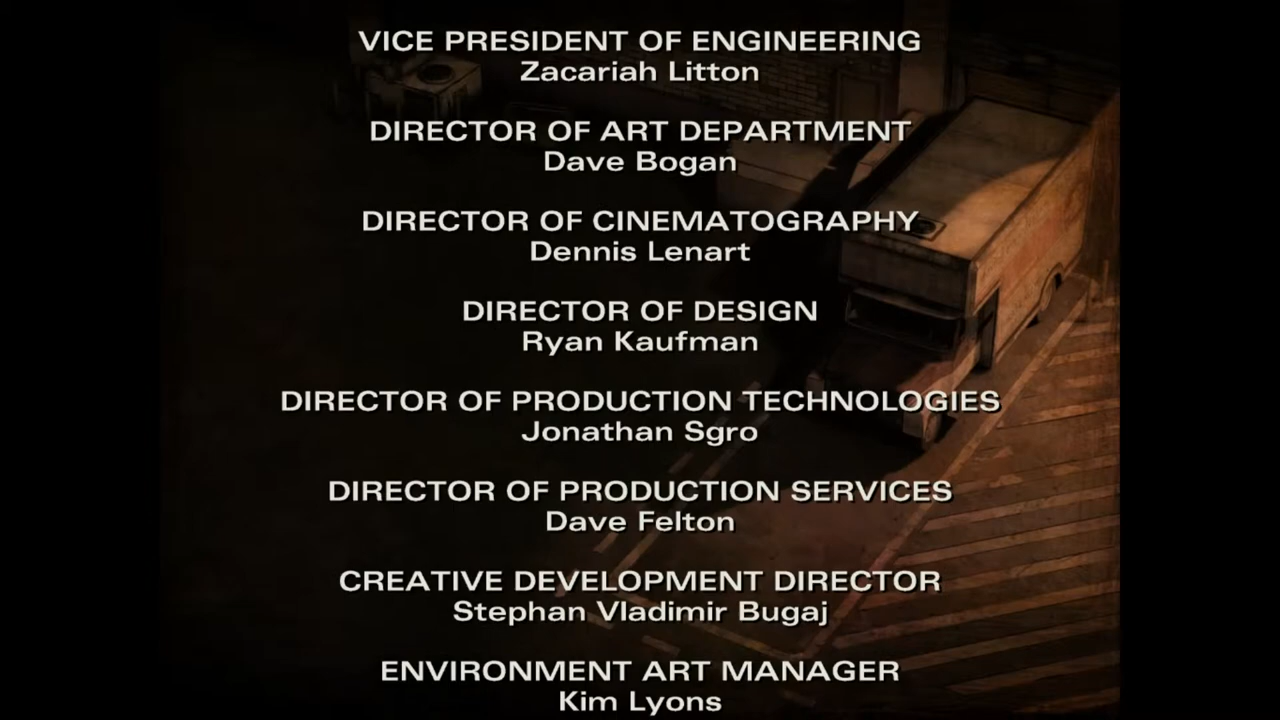 VICE PRESIDENT OF ENGINEERING
Zacariah Litton
DIRECTOR OF ART DEPARTMENT
Dave Bogan
DIRECTOR OF CINEMATOGRAPHY
Dennis Lenart
DIRECTOR OF DESIGN
Ryan Kaufman
DIRECTOR OF PRODUCTION TECHNOLOGIES
Jonathan Sgro
DIRECTOR OF PRODUCTION SERVICES
Dave Felton
CREATIVE DEVELOPMENT DIRECTOR
Stephan Vladimir Bugaj
ENVIRONMENT ART MANAGER
Kim Lyons